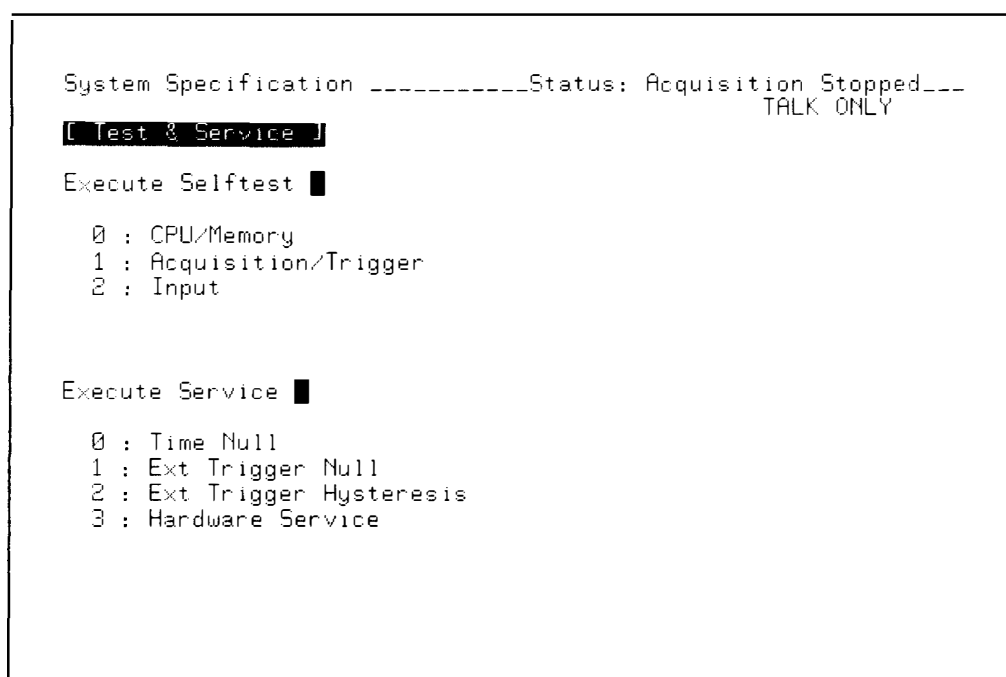 System Specification ___________Status: Acquisition Stopped___
TALK ONLY
[ Test & Service ]
Execute Selftest
0 : CPU/Memory
1 : Acquisition/Trigger
2 : Input
Execute Service
0 : Time Null
1 : Ext Trigger Null
2 : Ext Trigger Hysteresis
3 : Hardware Service